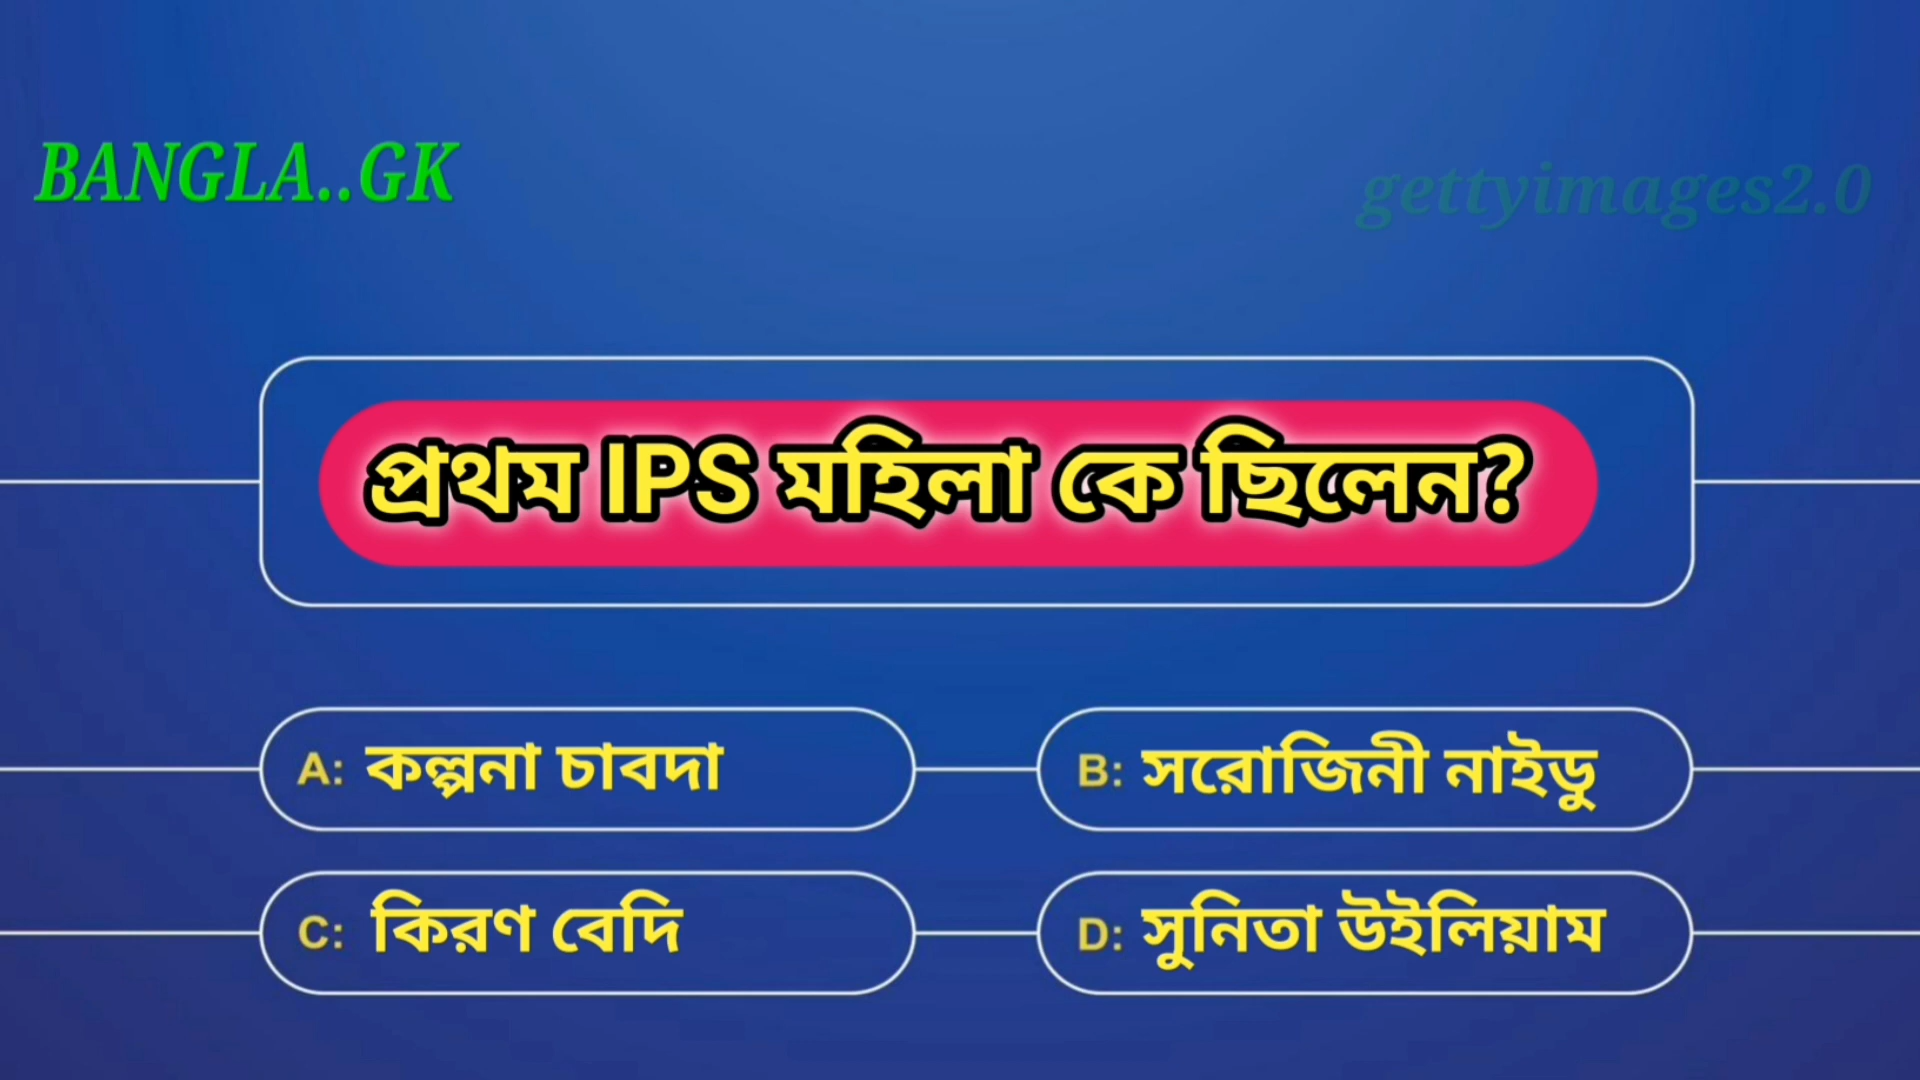 BANGLA..GK
gettyimages2.0
প্রথম IPS মহিলা কে ছিলেন?
A: কল্পনা চাবদা
B: সরোজিনী নাইডু
C: কিরণ বেদি
D: সুনিতা উইলিয়াম